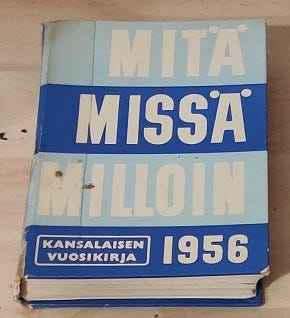 MITÄ
MISSÄ
MILLOIN
KANSALAISEN
VUOSIKIRJA
1956